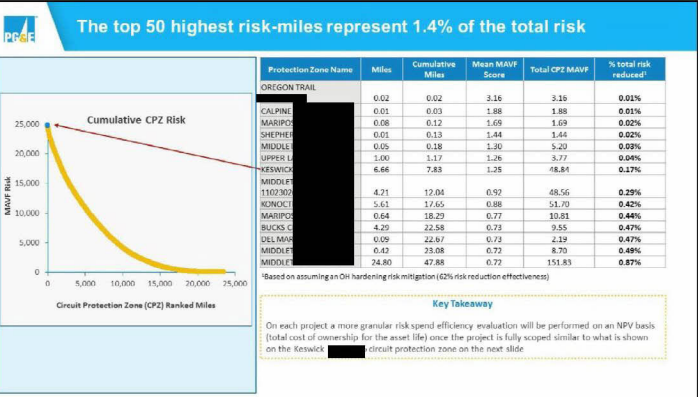 PG&E
The top 50 highest risk-miles represent 1.4% of the total risk
Cumulative CPZ Risk
25,000
20,000
15,000
10,000
5,000
0
MAVF Risk
0 5,000 10,000 15,000 20,000 25,000
Circuit Protection Zone (CPZ) Ranked Miles
Protection Zone Name Miles Cumulative Miles Mean MAVF Score Total CPZ MAVF % total risk reduced¹
OREGON TRAIL
0.02 0.02 3.16 3.16 0.01%
CALPINE 0.01 0.03 1.88 1.88 0.01%
MARIPOS 0.08 0.12 1.69 1.69 0.02%
SHEPHER 0.01 0.13 1.44 1.44 0.02%
MIDDLET 0.05 0.18 1.30 5.20 0.03%
UPPER LA 1.00 1.17 1.26 3.77 0.04%
KESWICK 6.66 7.83 1.25 48.84 0.17%
MIDDLET
1102302 4.21 12.04 0.92 48.56 0.29%
KONOCTI 5.61 17.65 0.88 51.70 0.42%
MARIPOS 0.64 18.29 0.77 10.81 0.44%
BUCKS C 4.29 22.58 0.73 9.55 0.47%
DEL MAR 0.09 22.67 0.73 2.19 0.47%
MIDDLET 0.42 23.08 0.72 8.70 0.49%
MIDDLET 24.80 47.88 0.72 151.83 0.87%
¹Based on assuming an OH hardening risk mitigation (62% risk reduction effectiveness)
Key Takeaway
On each project a more granular risk spend efficiency evaluation will be performed on an NPV basis
(total cost of ownership for the asset life) once the project is fully scoped similar to what is shown
on the Keswick circuit protection zone on the next slide